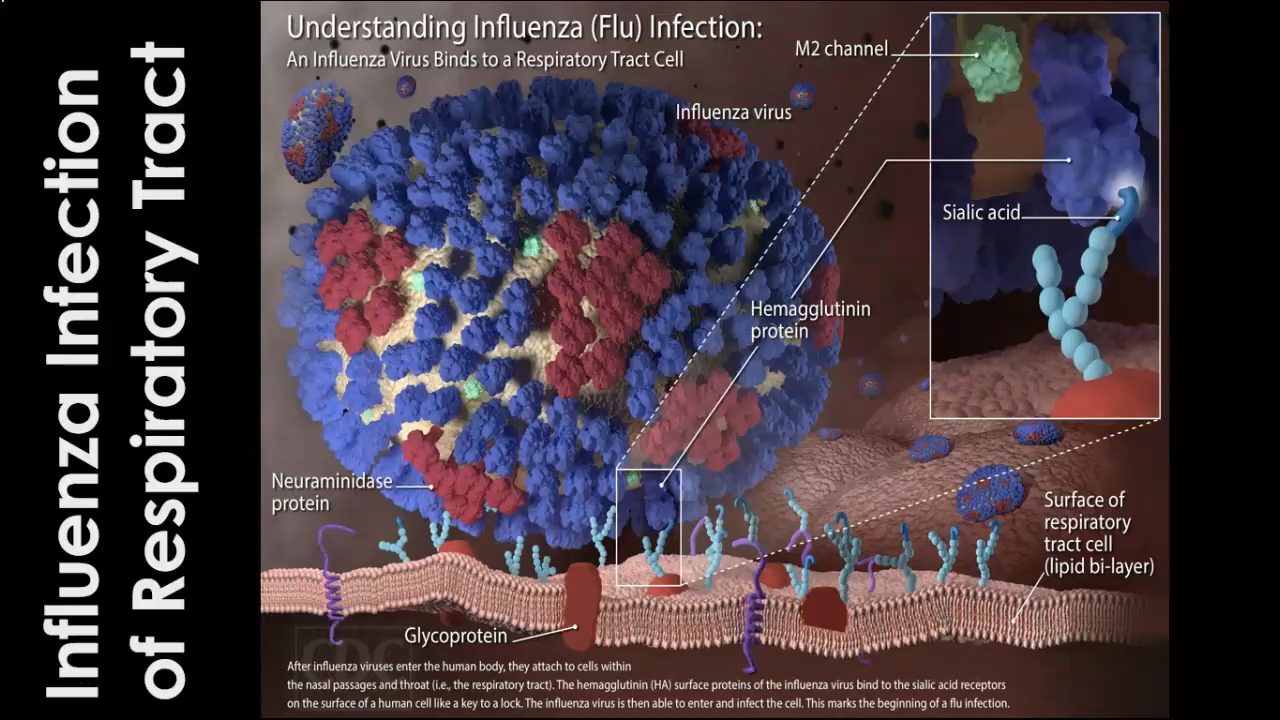 Influenza Infection
of Respiratory Tract
Understanding Influenza (Flu) Infection:
An Influenza Virus Binds to a Respiratory Tract Cell
M2 channel
Influenza virus
Sialic acid
Hemagglutinin
protein
Neuraminidase
protein
Surface of
respiratory
tract cell
(lipid bi-layer)
Glycoprotein
CDC
After influenza viruses enter the human body, they attach to cells within
the nasal passages and throat (i.e., the respiratory tract). The hemagglutinin (HA) surface proteins of the influenza virus bind to the sialic acid receptors
on the surface of a human cell like a key to a lock. The influenza virus is then able to enter and infect the cell. This marks the beginning of a flu infection.